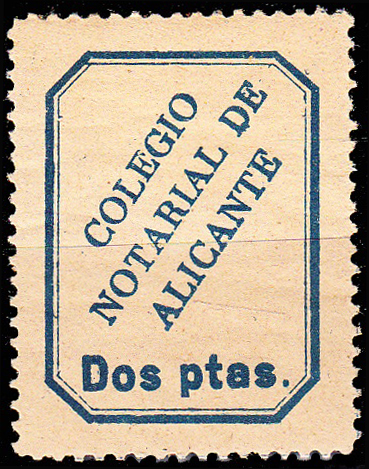 COLEGIO
NOTARIAL DE
ALICANTE
Dos ptas.